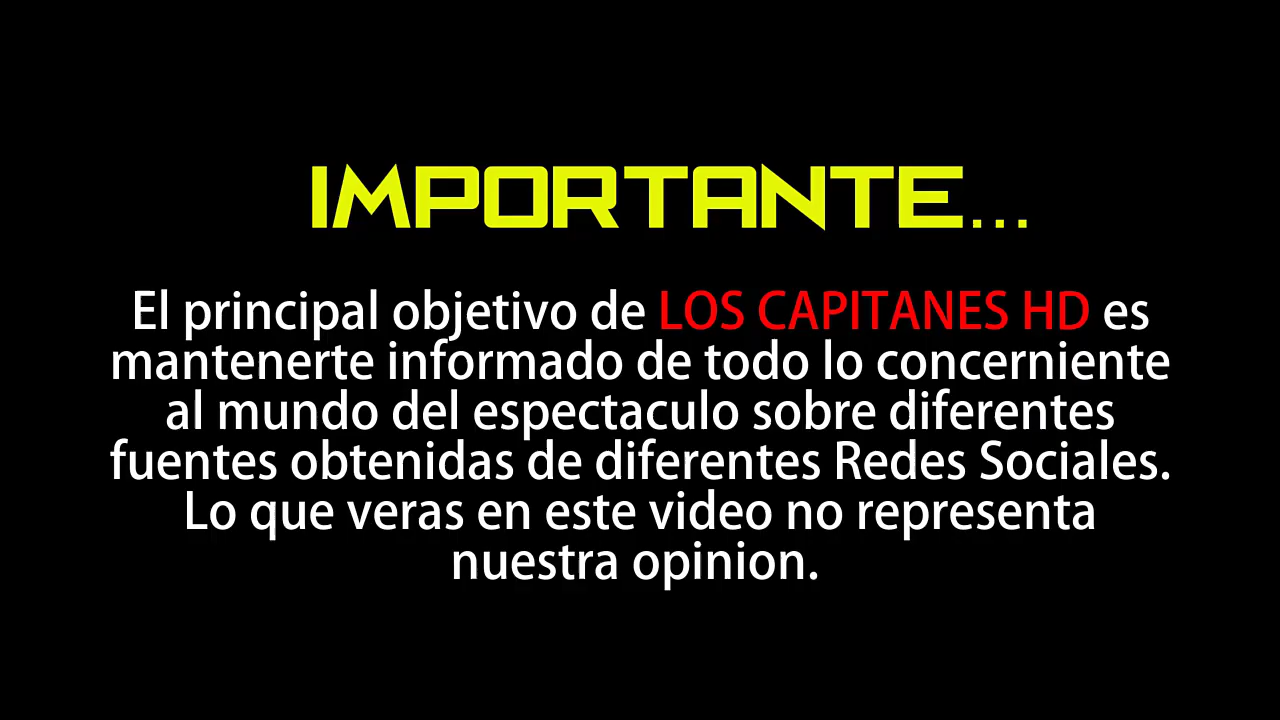 IMPORTANTE...
El principal objetivo de LOS CAPITANES HD es
mantenerte informado de todo lo concerniente
al mundo del espectaculo sobre diferentes
fuentes obtenidas de diferentes Redes Sociales.
Lo que veras en este video no representa
nuestra opinion.